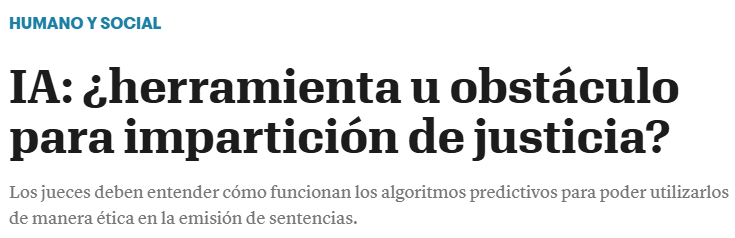 HUMANO Y SOCIAL
IA: ¿herramienta u obstáculo
para impartición de justicia?
Los jueces deben entender cómo funcionan los algoritmos predictivos para poder utilizarlos
de manera ética en la emisión de sentencias.